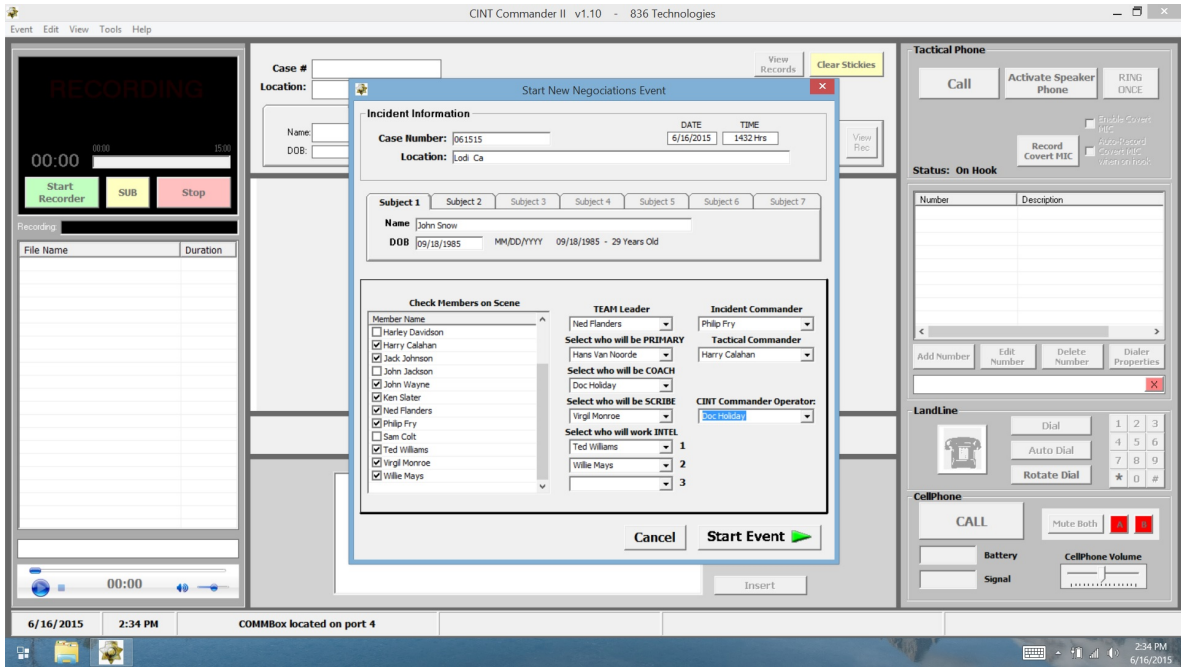 CINT Commander II v1.10 - 836 Technologies
Event Edit View Tools Help
RECORDING
00:00 00:00 15:00
Start Recorder SUB Stop
Recording:
File Name Duration
00:00
Case #
Location:
Name:
DOB:
View Records Clear Stickies
View Rec
Start New Negociations Event
Incident Information
DATE TIME
Case Number: 061515 6/16/2015 1432 Hrs
Location: Lodi Ca
Subject 1 Subject 2 Subject 3 Subject 4 Subject 5 Subject 6 Subject 7
Name John Snow
DOB 09/18/1985 MM/DD/YYYY 09/18/1985 - 29 Years Old
Check Members on Scene
Member Name
Harley Davidson
Harry Calahan
Jack Johnson
John Jackson
John Wayne
Ken Slater
Ned Flanders
Philip Fry
Sam Colt
Ted Williams
Virgil Monroe
Willie Mays
TEAM Leader
Ned Flanders
Select who will be PRIMARY
Hans Van Noorde
Select who will be COACH
Doc Holiday
Select who will be SCRIBE
Virgil Monroe
Select who will work INTEL
Ted Williams 1
Willie Mays 2
3
Incident Commander
Philip Fry
Tactical Commander
Harry Calahan
CINT Commander Operator:
Doc Holiday
Cancel Start Event
Insert
Tactical Phone
Call Activate Speaker Phone RING ONCE
Enable Covert MIC
Record Covert MIC
Auto-Record Covert MIC when on hook
Status: On Hook
Number Description
Add Number Edit Number Delete Number Dialer Properties
X
LandLine
Dial
Auto Dial
Rotate Dial
1 2 3
4 5 6
7 8 9
* 0 #
CellPhone
CALL Mute Both A B
Battery CellPhone Volume
Signal
6/16/2015 2:34 PM COMMBox located on port 4
2:34 PM
6/16/2015